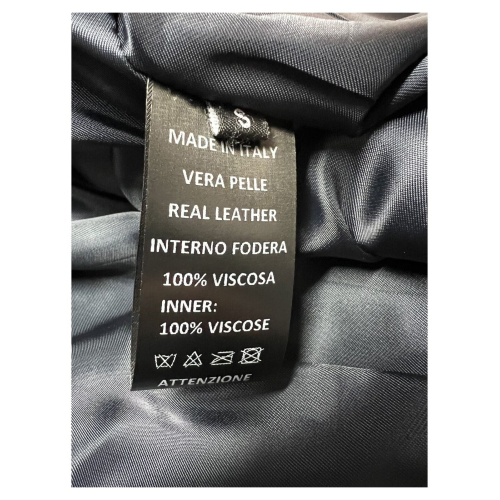 S
MADE IN ITALY
VERA PELLE
REAL LEATHER
INTERNO FODERA
100% VISCOSA
INNER:
100% VISCOSE
ATTENZIONE